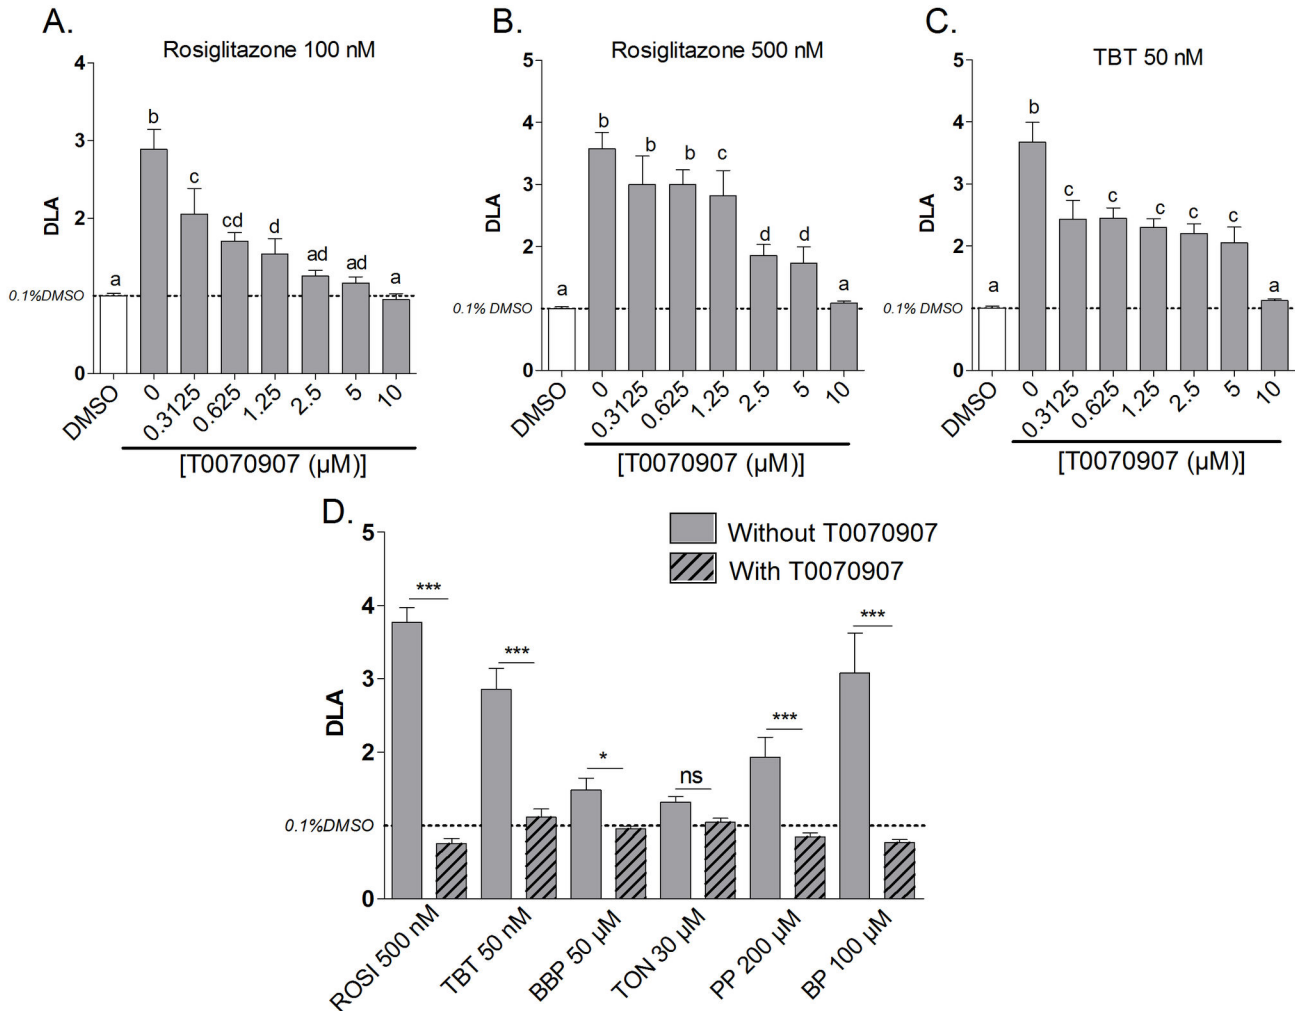 A.
Rosiglitazone 100 nM
4
3
2
1
0
DLA
0.1%DMSO
a
b
c
cd
d
ad
ad
a
DMSO
0
0.3125
0.625
1.25
2.5
5
10
[T0070907 (µM)]
B.
Rosiglitazone 500 nM
5
4
3
2
1
0
DLA
0.1% DMSO
a
b
b
b
c
d
d
a
DMSO
0
0.3125
0.625
1.25
2.5
5
10
[T0070907 (µM)]
C.
TBT 50 nM
5
4
3
2
1
0
DLA
0.1% DMSO
a
b
c
c
c
c
c
a
DMSO
0
0.3125
0.625
1.25
2.5
5
10
[T0070907 (µM)]
D.
Without T0070907
With T0070907
5
4
3
2
1
0
DLA
0.1%DMSO
***
***
*
ns
***
***
ROSI 500 nM
TBT 50 nM
BBP 50 µM
TON 30 µM
PP 200 µM
BP 100 µM